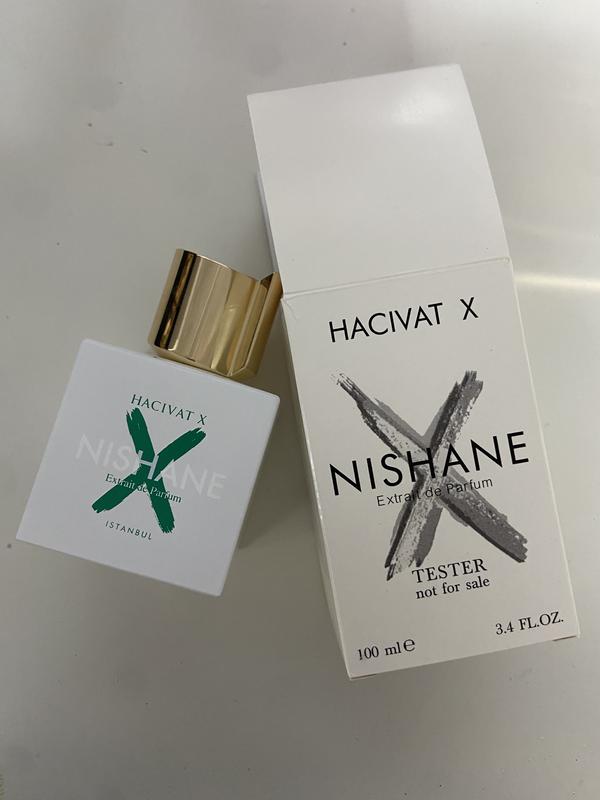 HACIVAT X
NISHANE
Extrait de Parfum
ISTANBUL
HACIVAT X
NISHANE
Extrait de Parfum
TESTER
not for sale
100 ml ℮
3.4 FL.OZ.